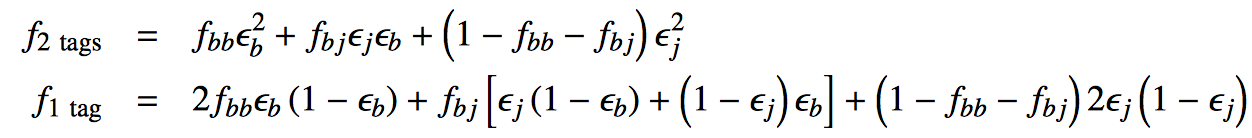 f_{2 tags} = f_{bb}ϵ_b^2 + f_{bj}ϵ_jϵ_b + (1 − f_{bb} − f_{bj}) ϵ_j^2
f_{1 tag} = 2f_{bb}ϵ_b (1 − ϵ_b) + f_{bj} [ϵ_j (1 − ϵ_b) + (1 − ϵ_j) ϵ_b] + (1 − f_{bb} − f_{bj}) 2ϵ_j (1 − ϵ_j)